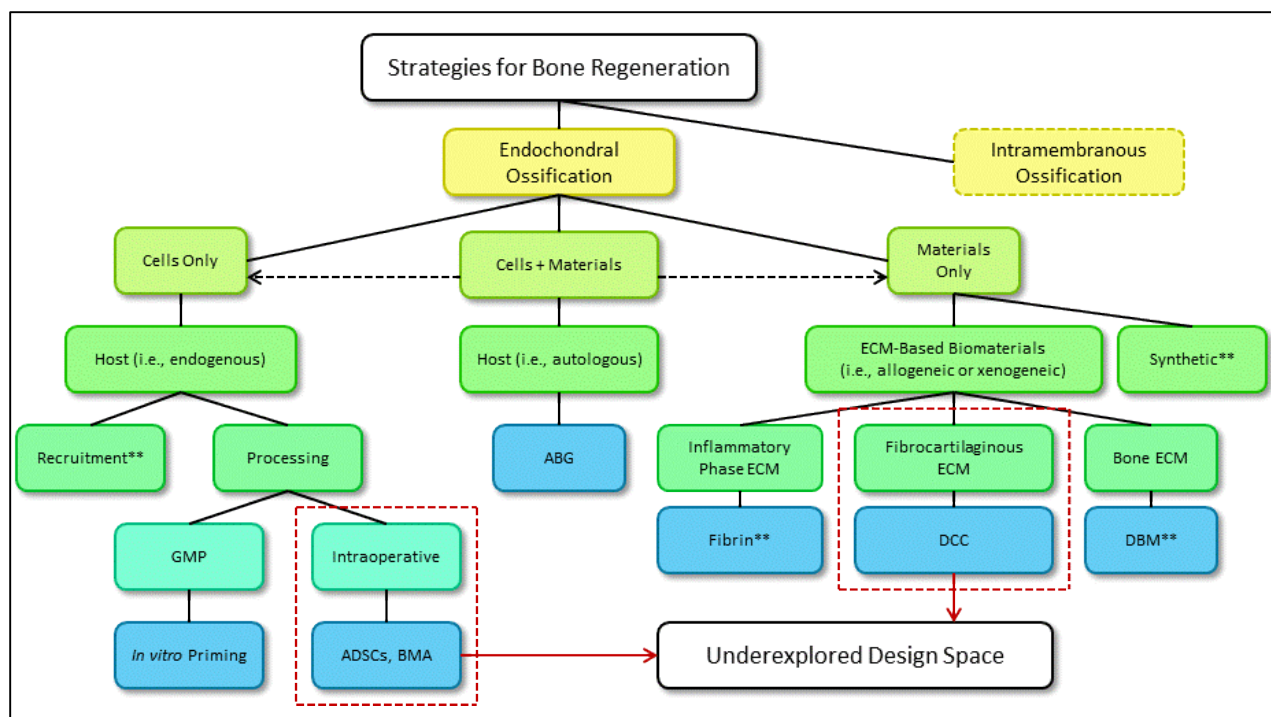 Strategies for Bone Regeneration
Endochondral
Ossification
Intramembranous
Ossification
Cells Only
Cells + Materials
Materials
Only
Host (i.e., endogenous)
Host (i.e., autologous)
ECM-Based Biomaterials
(i.e., allogeneic or xenogeneic)
Synthetic**
Recruitment**
Processing
ABG
Inflammatory
Phase ECM
Fibrocartilaginous
ECM
Bone ECM
GMP
Intraoperative
Fibrin**
DCC
DBM**
In vitro Priming
ADSCs, BMA
Underexplored Design Space